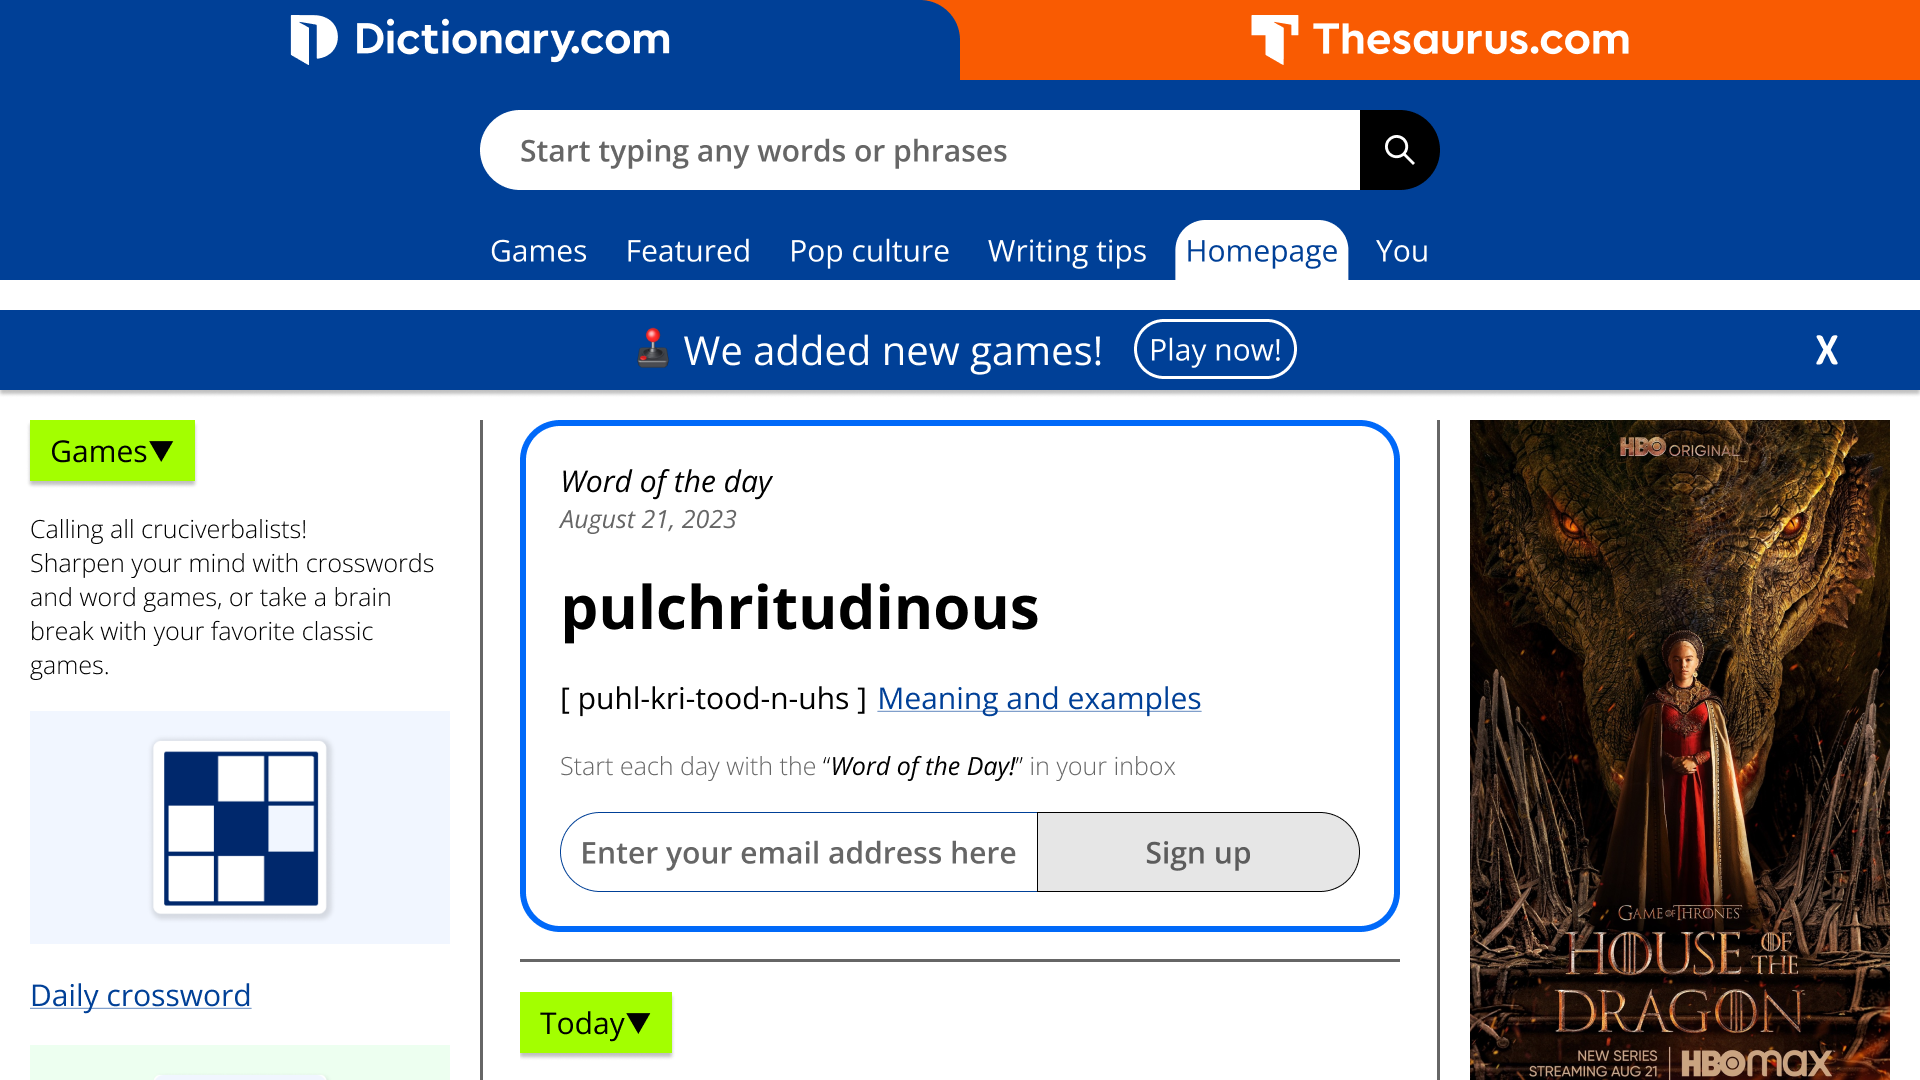 Dictionary.com
Thesaurus.com
Start typing any words or phrases
Games Featured Pop culture Writing tips Homepage You
We added new games! Play now! X
Games▼
Calling all cruciverbalists!
Sharpen your mind with crosswords
and word games, or take a brain
break with your favorite classic
games.
Daily crossword
Word of the day
August 21, 2023
pulchritudinous
[ puhl-kri-tood-n-uhs ] Meaning and examples
Start each day with the “Word of the Day!” in your inbox
Enter your email address here Sign up
Today▼
HBO ORIGINAL
GAME OF THRONES
HOUSE OF THE
DRAGON
NEW SERIES
STREAMING AUG 21
HBOMAX